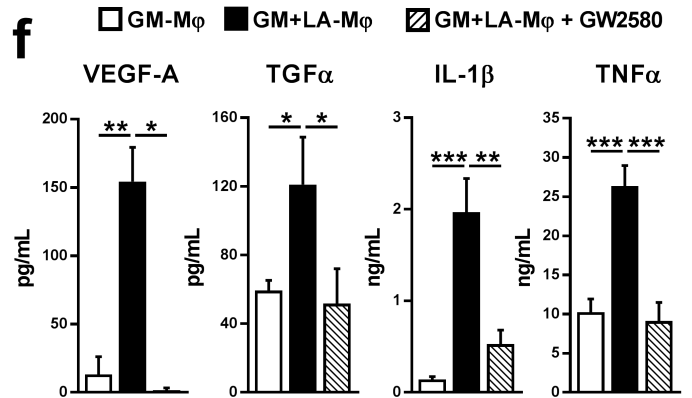 f
GM-Mφ GM+LA-Mφ GM+LA-Mφ + GW2580
VEGF-A
200
150
100
50
0
pg/mL
** *
TGFα
160
120
80
40
0
pg/mL
* *
IL-1β
3
2
1
0
ng/mL
*** **
TNFα
35
30
25
20
15
10
5
0
ng/mL
*** ***